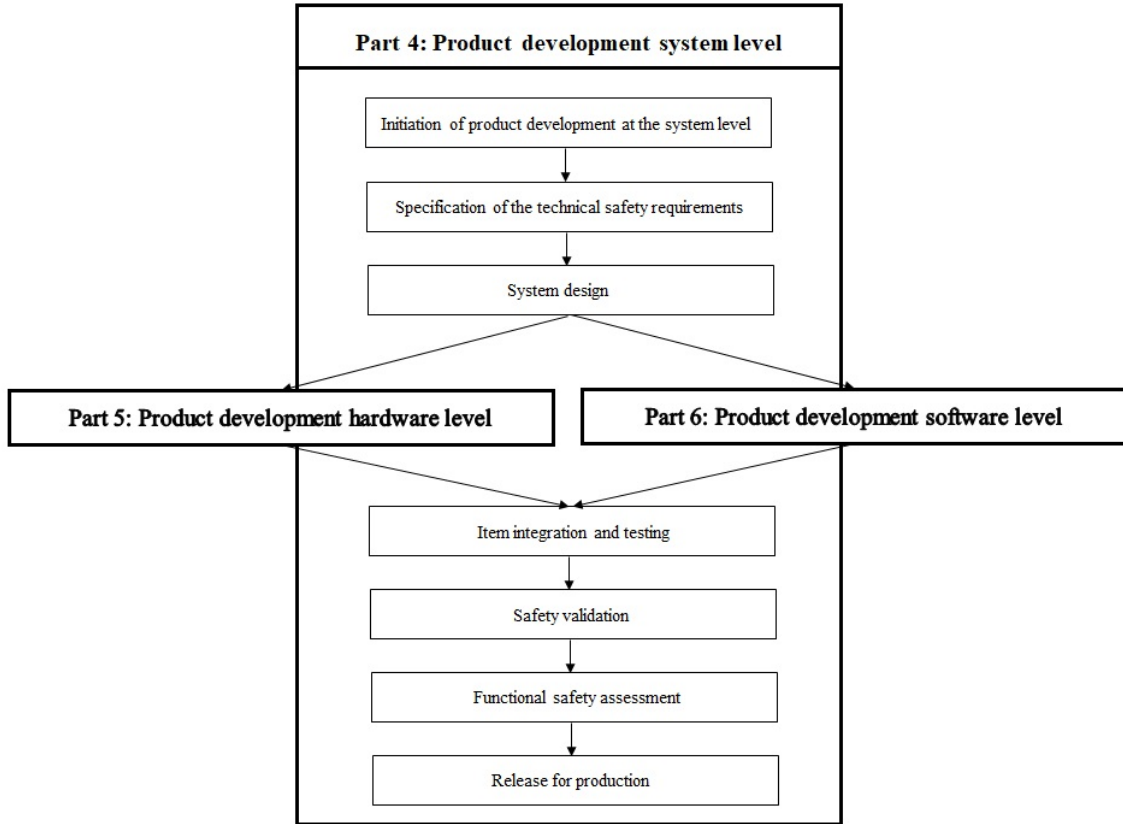 Part 4: Product development system level
Initiation of product development at the system level
Specification of the technical safety requirements
System design
Part 5: Product development hardware level
Part 6: Product development software level
Item integration and testing
Safety validation
Functional safety assessment
Release for production